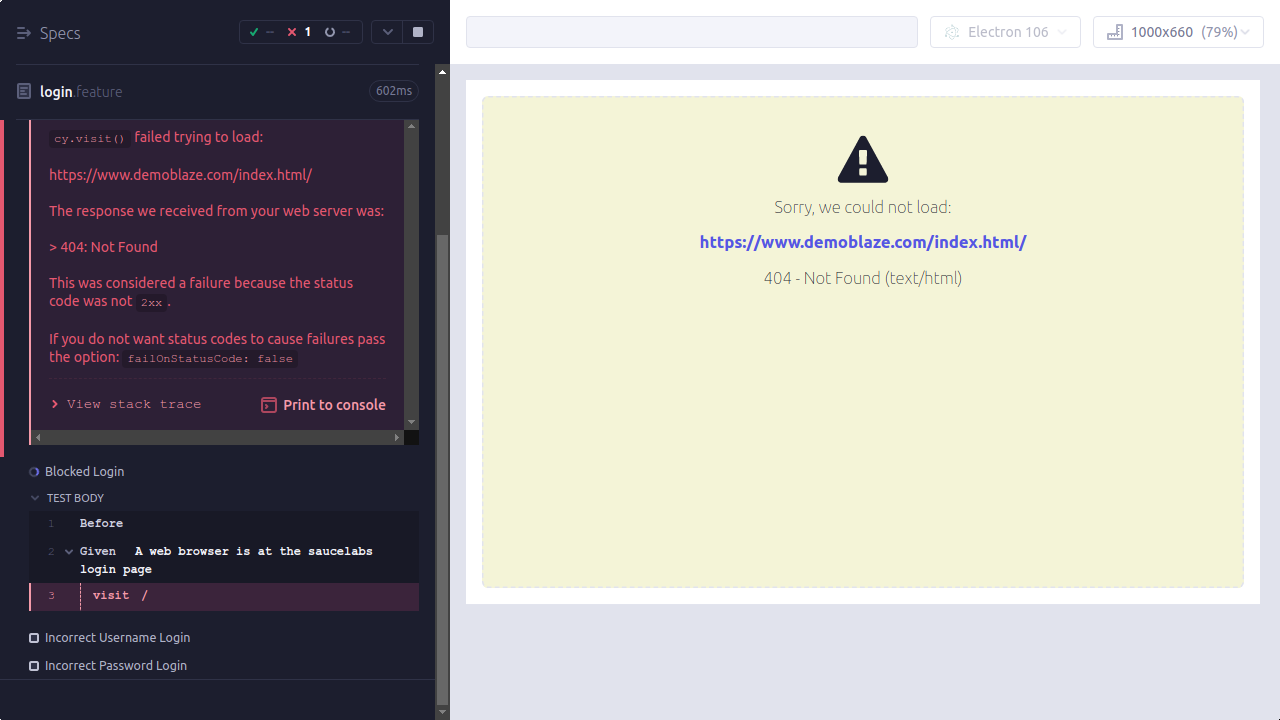 Specs
-- 1 --
login.feature
602ms
cy.visit() failed trying to load:
https://www.demoblaze.com/index.html/
The response we received from your web server was:
> 404: Not Found
This was considered a failure because the status
code was not 2xx.
If you do not want status codes to cause failures pass
the option: failOnStatusCode: false
View stack trace
Print to console
Blocked Login
TEST BODY
1 Before
2 Given A web browser is at the saucelabs
login page
3 visit /
Incorrect Username Login
Incorrect Password Login
Electron 106
1000x660 (79%)
Sorry, we could not load:
https://www.demoblaze.com/index.html/
404 - Not Found (text/html)